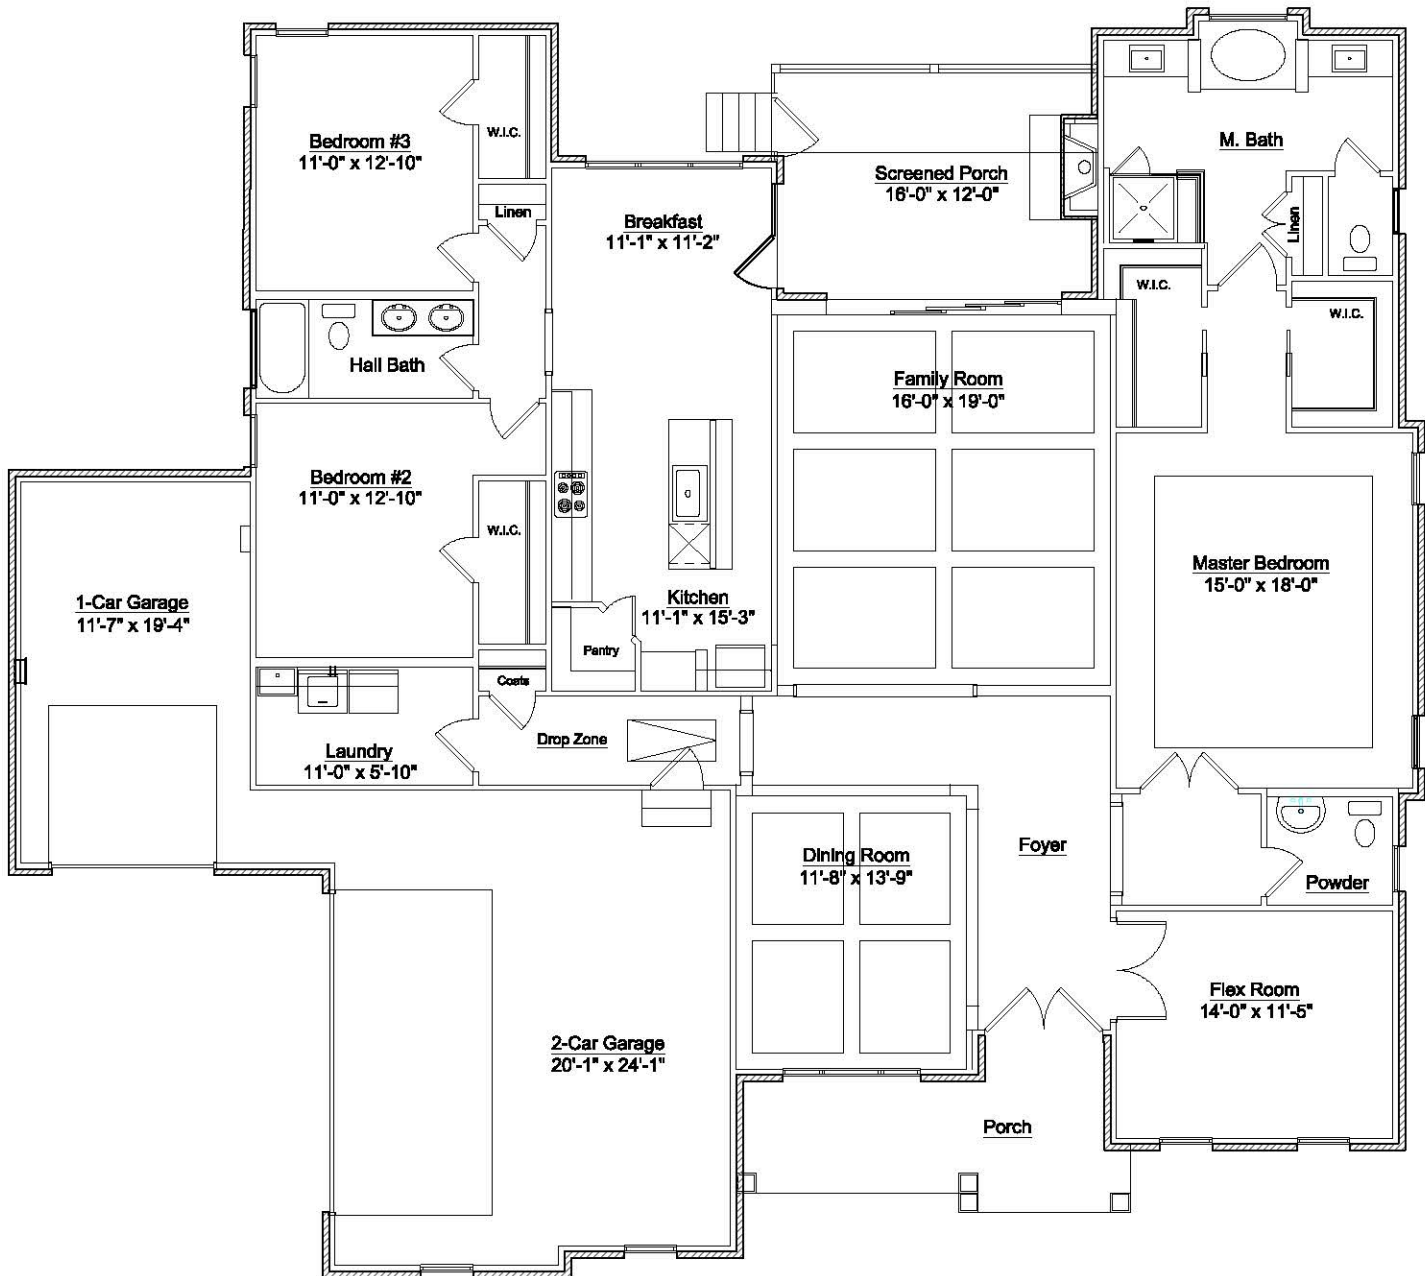 Bedroom #3
11'-0" x 12'-10"
W.I.C.
M. Bath
Screened Porch
16'-0" x 12'-0"
Linen
Breakfast
11'-1" x 11'-2"
Linen
W.I.C.
W.I.C.
Hall Bath
Family Room
16'-0" x 19'-0"
Bedroom #2
11'-0" x 12'-10"
W.I.C.
Master Bedroom
15'-0" x 18'-0"
1-Car Garage
11'-7" x 19'-4"
Kitchen
11'-1" x 15'-3"
Pantry
Coats
Drop Zone
Laundry
11'-0" x 5'-10"
Dining Room
11'-8" x 13'-9"
Foyer
Powder
Flex Room
14'-0" x 11'-5"
2-Car Garage
20'-1" x 24'-1"
Porch